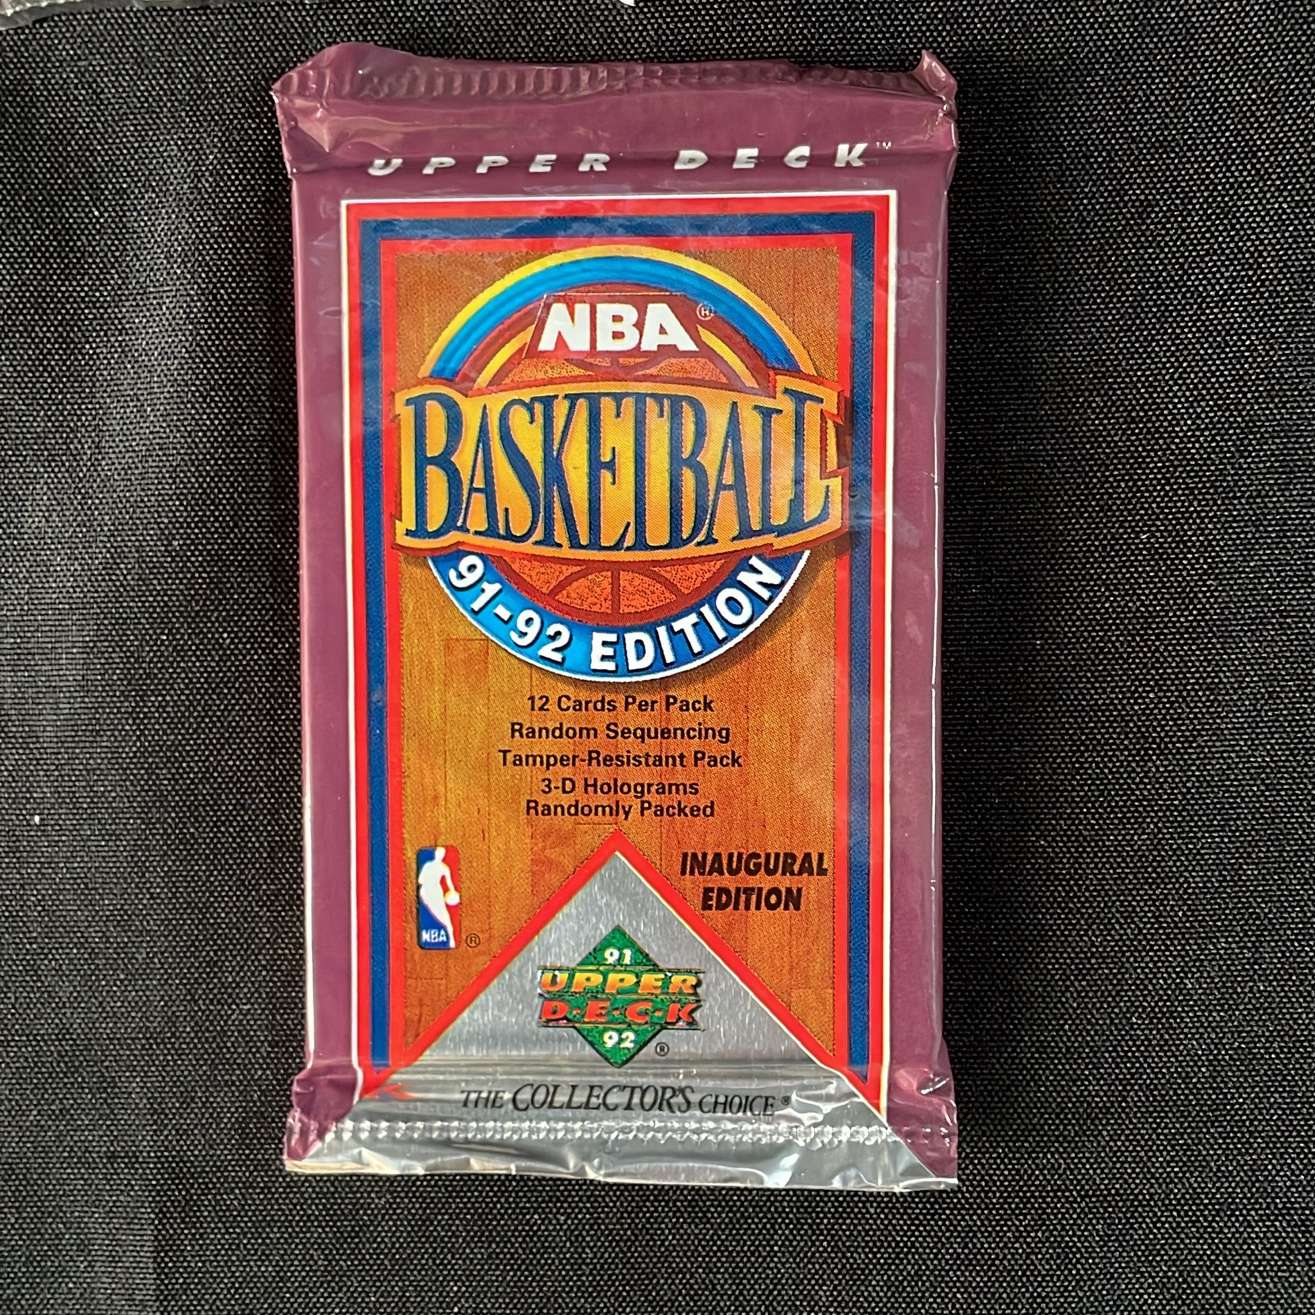 UPPER DECK™
NBA®
BASKETBALL
91-92 EDITION
12 Cards Per Pack
Random Sequencing
Tamper-Resistant Pack
3-D Holograms
Randomly Packed
INAUGURAL
EDITION
NBA ®
91
UPPER
D·E·C·K
92 ®
THE COLLECTOR'S CHOICE®